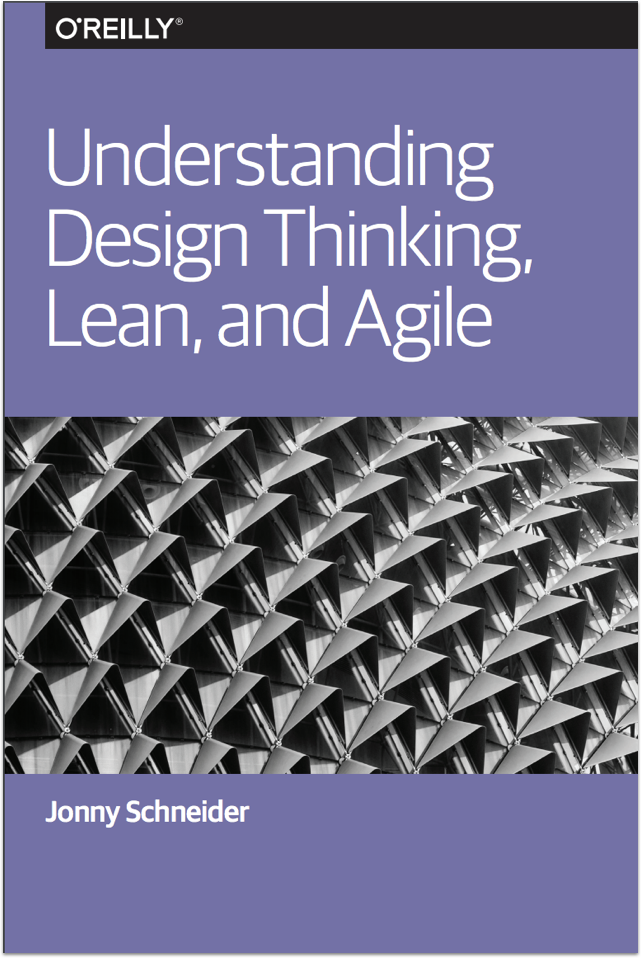 O'REILLY®
Understanding
Design Thinking,
Lean, and Agile
Jonny Schneider